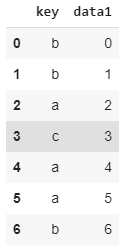 key data1
0 b 0
1 b 1
2 a 2
3 c 3
4 a 4
5 a 5
6 b 6